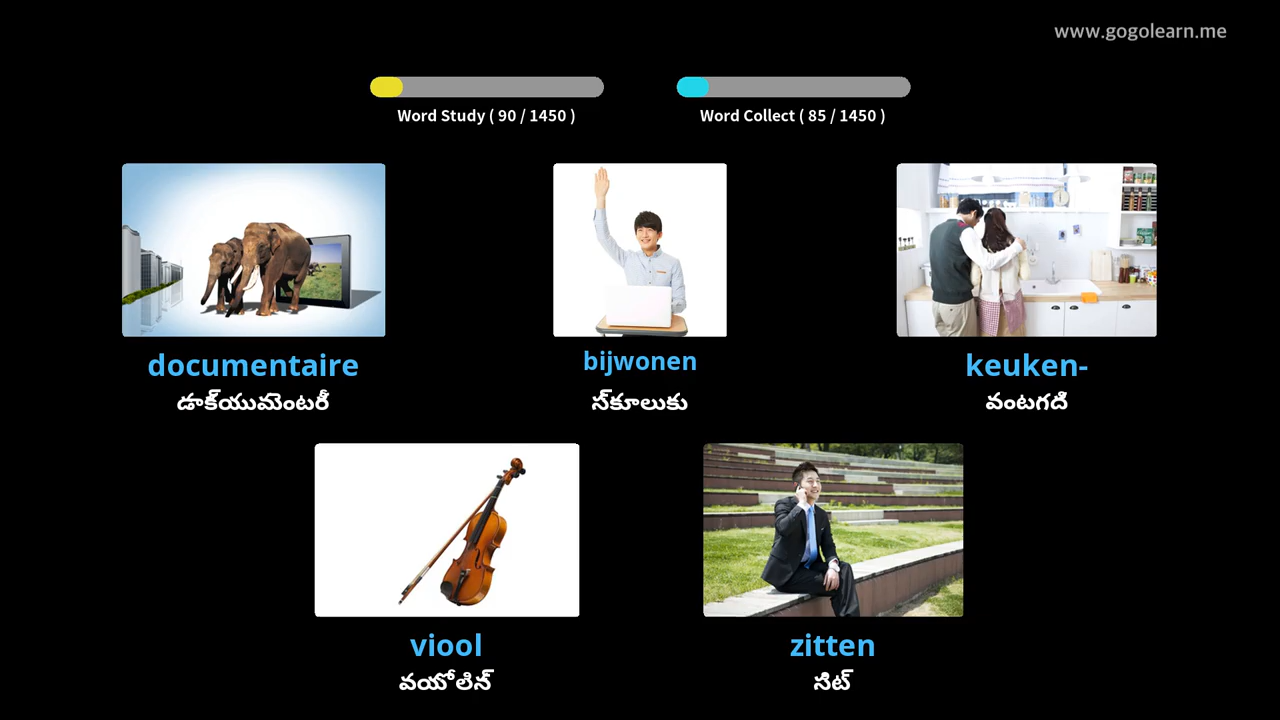 www.gogolearn.me
Word Study ( 90 / 1450 )
Word Collect ( 85 / 1450 )
documentaire
డాక్యుమెంటరీ
bijwonen
స్కూలుకు
keuken-
వంటగది
viool
వయోలిన్
zitten
సిట్